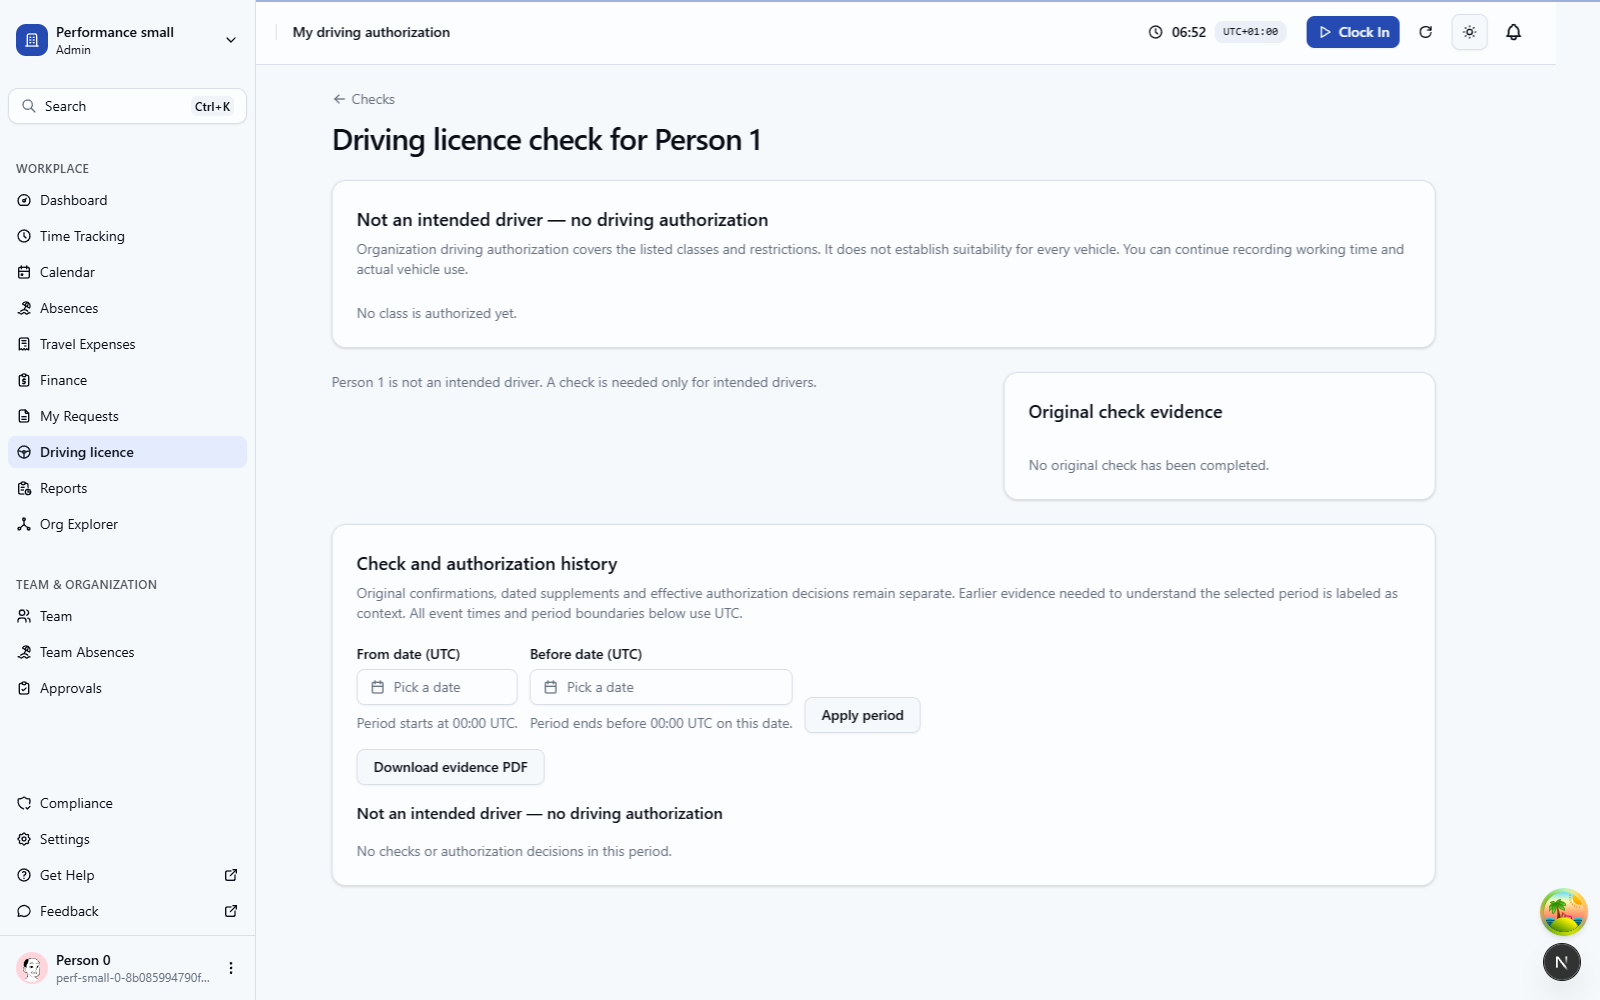 Performance small
Admin
Search
Ctrl+K
WORKPLACE
Dashboard
Time Tracking
Calendar
Absences
Travel Expenses
Finance
My Requests
Driving licence
Reports
Org Explorer
TEAM & ORGANIZATION
Team
Team Absences
Approvals
Compliance
Settings
Get Help
Feedback
Person 0
perf-small-0-8b085994790f...
My driving authorization
06:52
UTC+01:00
Clock In
Checks
Driving licence check for Person 1
Not an intended driver — no driving authorization
Organization driving authorization covers the listed classes and restrictions. It does not establish suitability for every vehicle. You can continue recording working time and
actual vehicle use.
No class is authorized yet.
Person 1 is not an intended driver. A check is needed only for intended drivers.
Original check evidence
No original check has been completed.
Check and authorization history
Original confirmations, dated supplements and effective authorization decisions remain separate. Earlier evidence needed to understand the selected period is labeled as
context. All event times and period boundaries below use UTC.
From date (UTC)
Before date (UTC)
Pick a date
Pick a date
Period starts at 00:00 UTC.
Period ends before 00:00 UTC on this date.
Apply period
Download evidence PDF
Not an intended driver — no driving authorization
No checks or authorization decisions in this period.
N